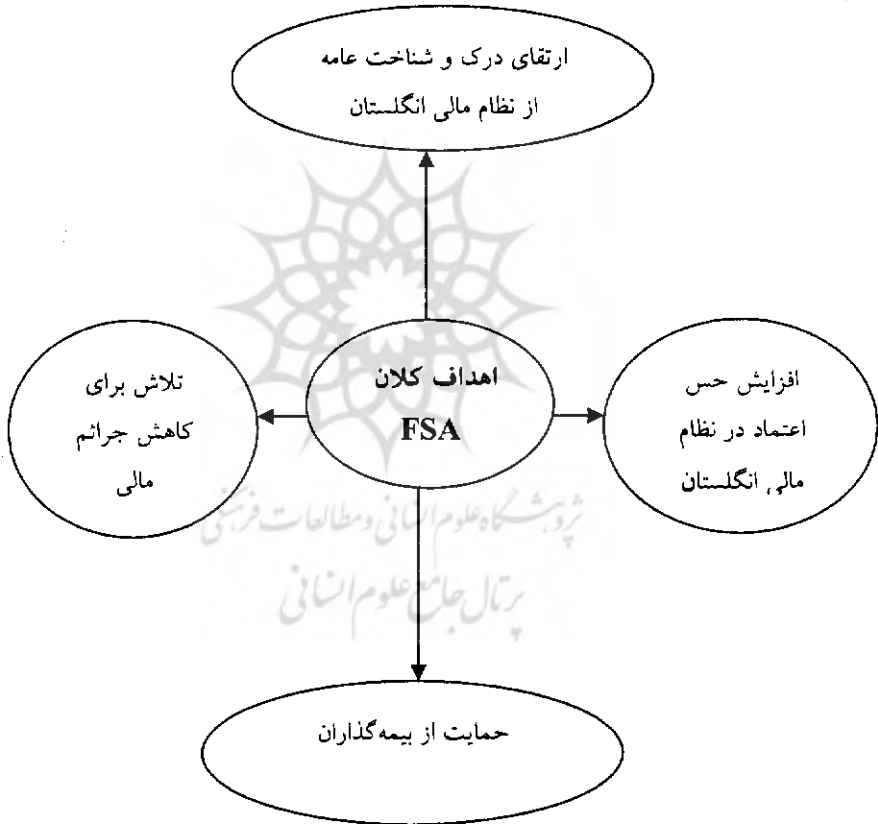 ارتقای درک و شناخت عامه
از نظام مالی انگلستان
افزایش حس
اعتماد در نظام
مالی انگلستان
اهداف کلان
FSA
تلاش برای
کاهش جرائم
مالی
پژوهشگاه علوم انسانی و مطالعات فرهنگی
پرتال جامع علوم انسانی
حمایت از بیمه‌گذاران